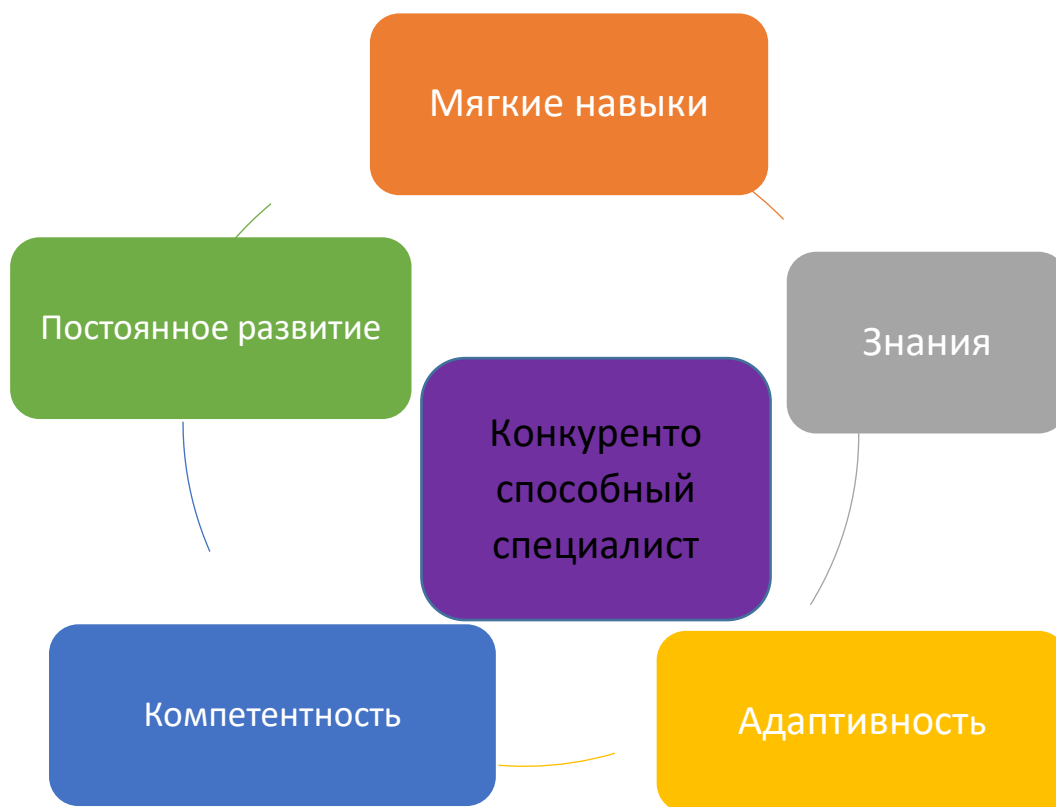 Мягкие навыки
Постоянное развитие
Знания
Конкуренто
способный
специалист
Компетентность
Адаптивность